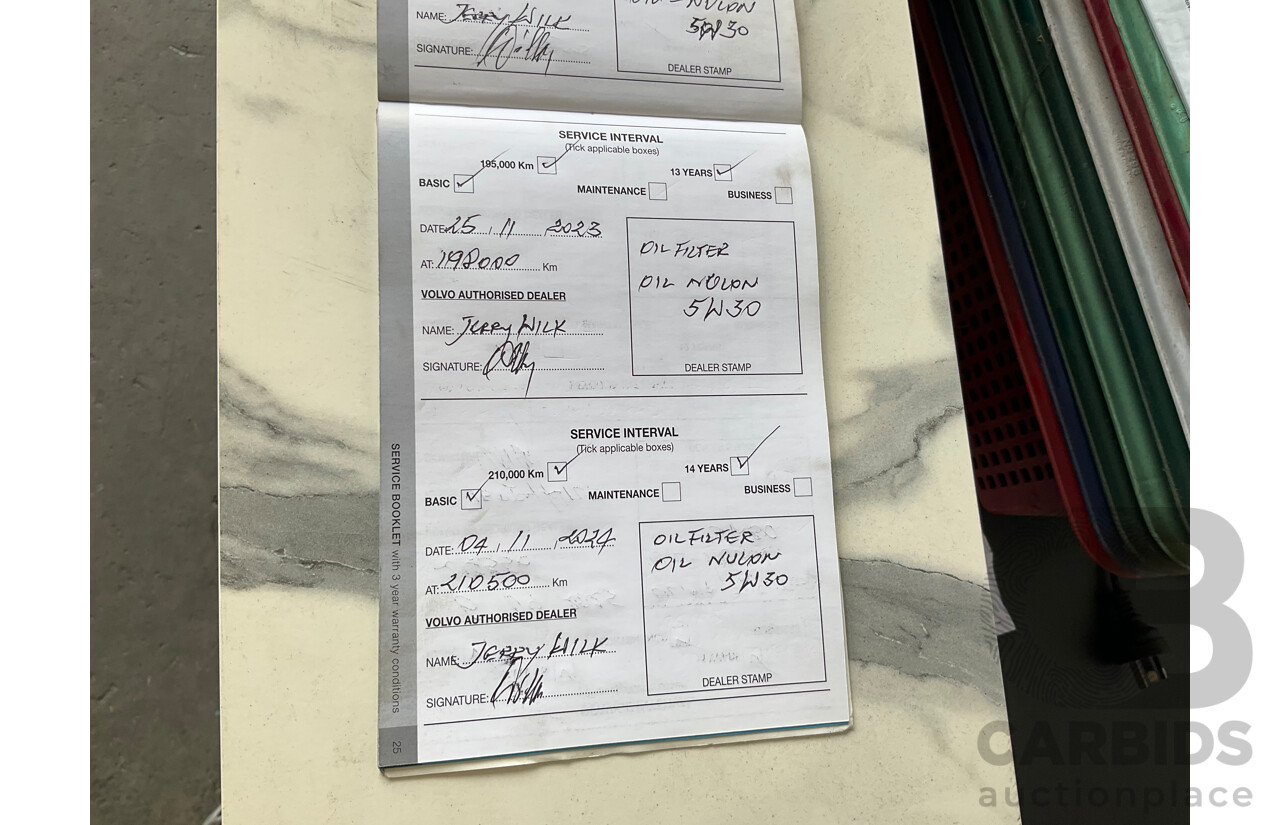 NAME: Jerry Wilk
SIGNATURE:
OIL - NULON
5W30
DEALER STAMP
SERVICE INTERVAL
(Tick applicable boxes)
195,000 Km
13 YEARS
BASIC
MAINTENANCE
BUSINESS
DATE: 25 / 11 / 2023
AT: 198000 Km
VOLVO AUTHORISED DEALER
NAME: Jerry Wilk
SIGNATURE:
OIL FILTER
OIL NULON
5W30
DEALER STAMP
SERVICE INTERVAL
(Tick applicable boxes)
210,000 Km
14 YEARS
BASIC
MAINTENANCE
BUSINESS
DATE: 04 / 11 / 2024
AT: 210500 Km
VOLVO AUTHORISED DEALER
NAME: JERRY WILK
SIGNATURE:
OIL FILTER
OIL NULON
5W30
DEALER STAMP
SERVICE BOOKLET with 3 year warranty conditions
25
CARBIDS
auctionplace